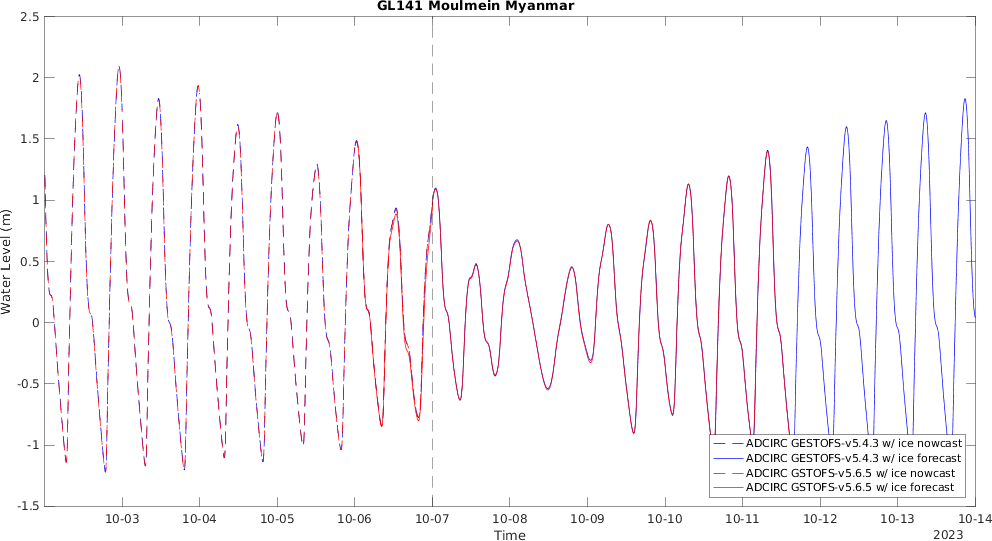 GL141 Moulmein Myanmar
2.5
2
1.5
1
0.5
0
-0.5
-1
-1.5
Water Level (m)
10-03 10-04 10-05 10-06 10-07 10-08 10-09 10-10 10-11 10-12 10-13 10-14
Time
2023
ADCIRC GESTOFS-v5.4.3 w/ ice nowcast
ADCIRC GESTOFS-v5.4.3 w/ ice forecast
ADCIRC GSTOFS-v5.6.5 w/ ice nowcast
ADCIRC GSTOFS-v5.6.5 w/ ice forecast